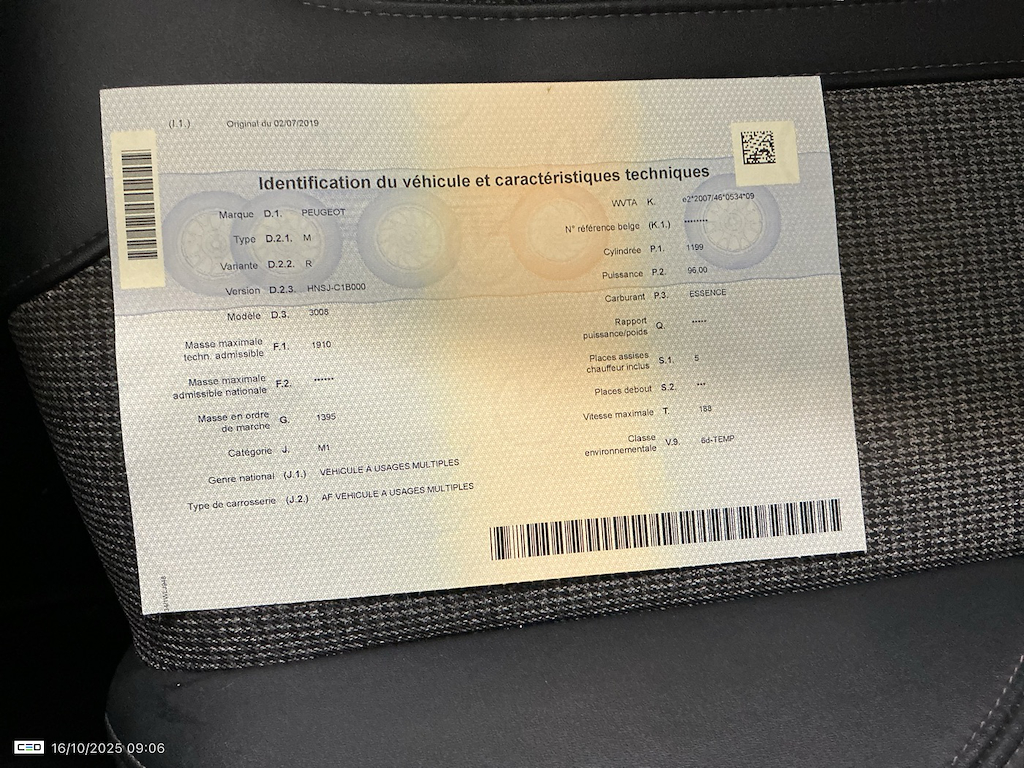 (I.1.) Original du 02/07/2019
Identification du véhicule et caractéristiques techniques
Marque D.1. PEUGEOT
Type D.2.1. M
Variante D.2.2. R
Version D.2.3. HNSJ-C1B000
Modèle D.3. 3008
Masse maximale
techn. admissible F.1. 1910
Masse maximale
admissible nationale F.2. ******
Masse en ordre
de marche G. 1395
Catégorie J. M1
Genre national (J.1.) VEHICULE A USAGES MULTIPLES
Type de carrosserie (J.2.) AF VEHICULE A USAGES MULTIPLES
WVTA K. e2*2007/46*0534*09
N° référence belge (K.1.) ********
Cylindrée P.1. 1199
Puissance P.2. 96,00
Carburant P.3. ESSENCE
Rapport
puissance/poids Q. *****
Places assises
chauffeur inclus S.1. 5
Places debout S.2. ***
Vitesse maximale T. 188
Classe
environnementale V.9. 6d-TEMP
CEO 16/10/2025 09:06